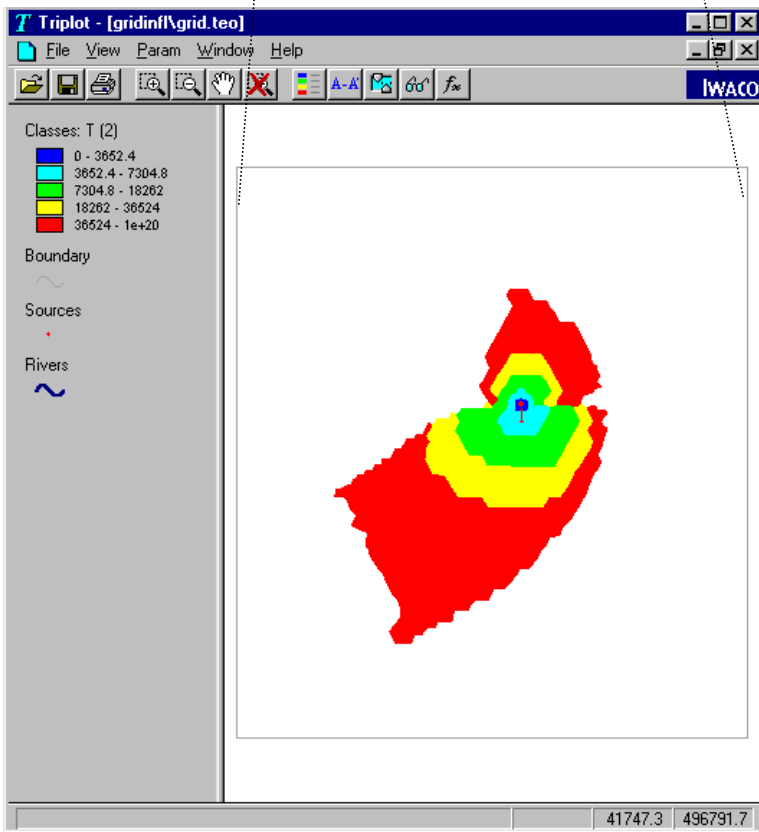 T Triplot - [gridinfl\grid.teo]
File View Param Window Help
A-A' f∞
IWACO
Classes: T (2)
0 - 3652.4
3652.4 - 7304.8
7304.8 - 18262
18262 - 36524
36524 - 1e+20
Boundary
Sources
Rivers
41747.3 496791.7